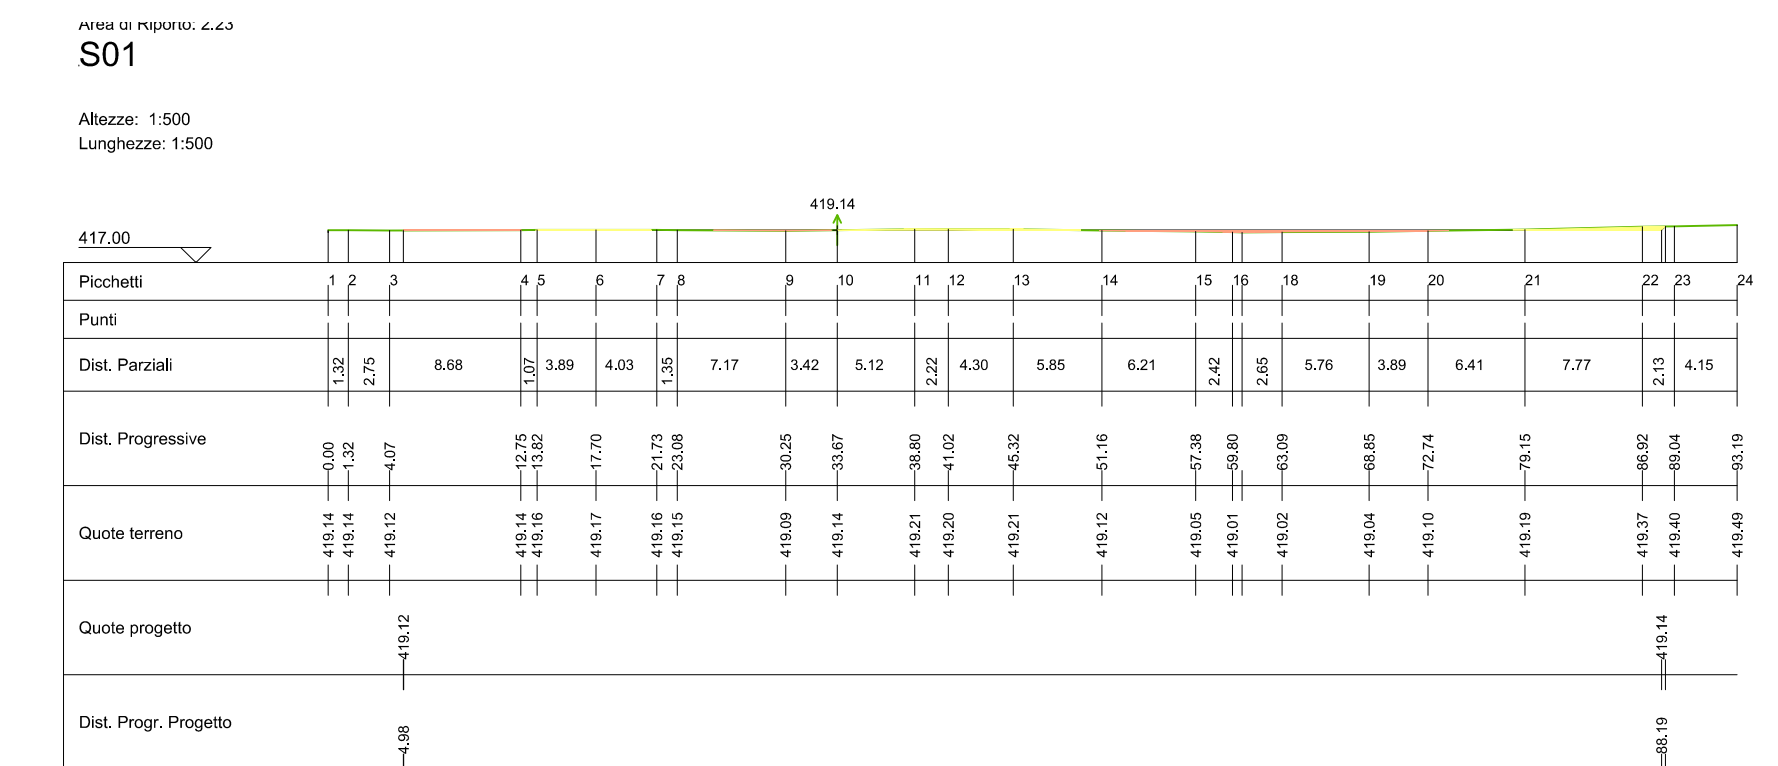 Area di Riporto: 2.23
S01
Altezze: 1:500
Lunghezze: 1:500
419.14
417.00
Picchetti 1 2 3 4 5 6 7 8 9 10 11 12 13 14 15 16 18 19 20 21 22 23 24
Punti
Dist. Parziali 1.32 2.75 8.68 1.07 3.89 4.03 1.35 7.17 3.42 5.12 2.22 4.30 5.85 6.21 2.42 2.65 5.76 3.89 6.41 7.77 2.13 4.15
Dist. Progressive 0.00 1.32 4.07 12.75 13.82 17.70 21.73 23.08 30.25 33.67 38.80 41.02 45.32 51.16 57.38 59.80 63.09 68.85 72.74 79.15 86.92 89.04 93.19
Quote terreno 419.14 419.14 419.12 419.14 419.16 419.17 419.16 419.15 419.09 419.14 419.21 419.20 419.21 419.12 419.05 419.01 419.02 419.04 419.10 419.19 419.37 419.40 419.49
Quote progetto 419.12 419.14
Dist. Progr. Progetto 4.98 88.19